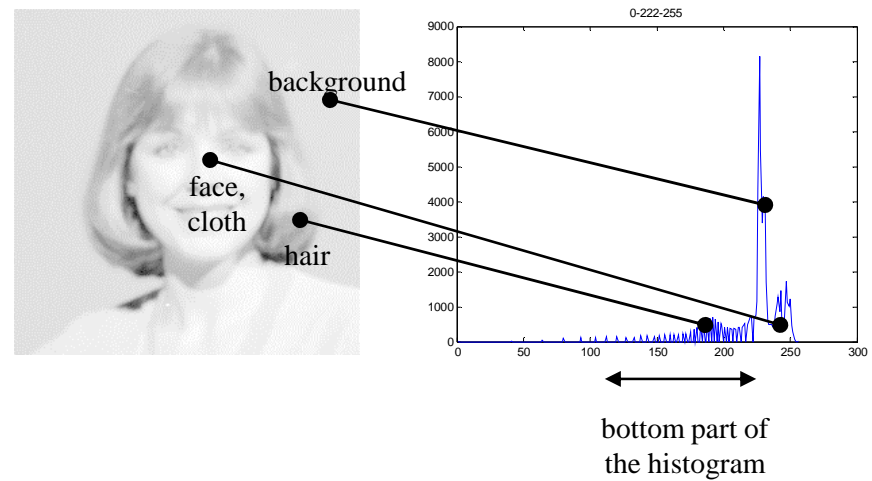 background
face,
cloth
hair
0-222-255
9000
8000
7000
6000
5000
4000
3000
2000
1000
0
0 50 100 150 200 250 300
bottom part of
the histogram